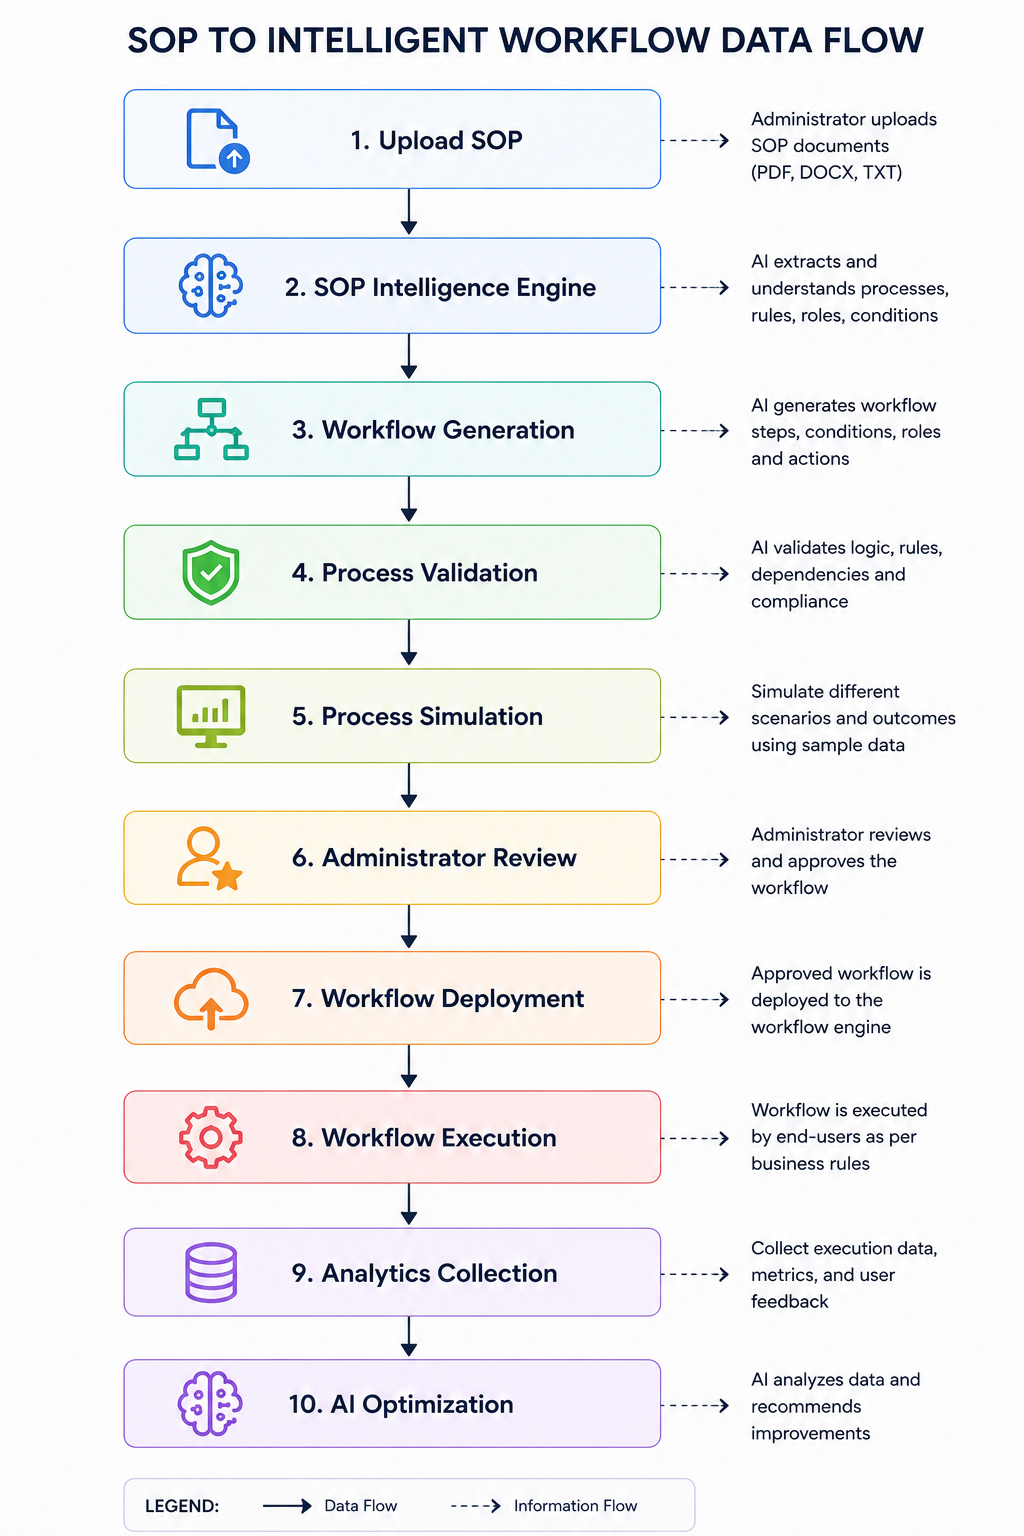 SOP TO INTELLIGENT WORKFLOW DATA FLOW
1. Upload SOP
Administrator uploads
SOP documents
(PDF, DOCX, TXT)
2. SOP Intelligence Engine
AI extracts and
understands processes,
rules, roles, conditions
3. Workflow Generation
AI generates workflow
steps, conditions, roles
and actions
4. Process Validation
AI validates logic, rules,
dependencies and
compliance
5. Process Simulation
Simulate different
scenarios and outcomes
using sample data
6. Administrator Review
Administrator reviews
and approves the
workflow
7. Workflow Deployment
Approved workflow is
deployed to the
workflow engine
8. Workflow Execution
Workflow is executed
by end-users as per
business rules
9. Analytics Collection
Collect execution data,
metrics, and user
feedback
10. AI Optimization
AI analyzes data and
recommends
improvements
LEGEND: Data Flow Information Flow